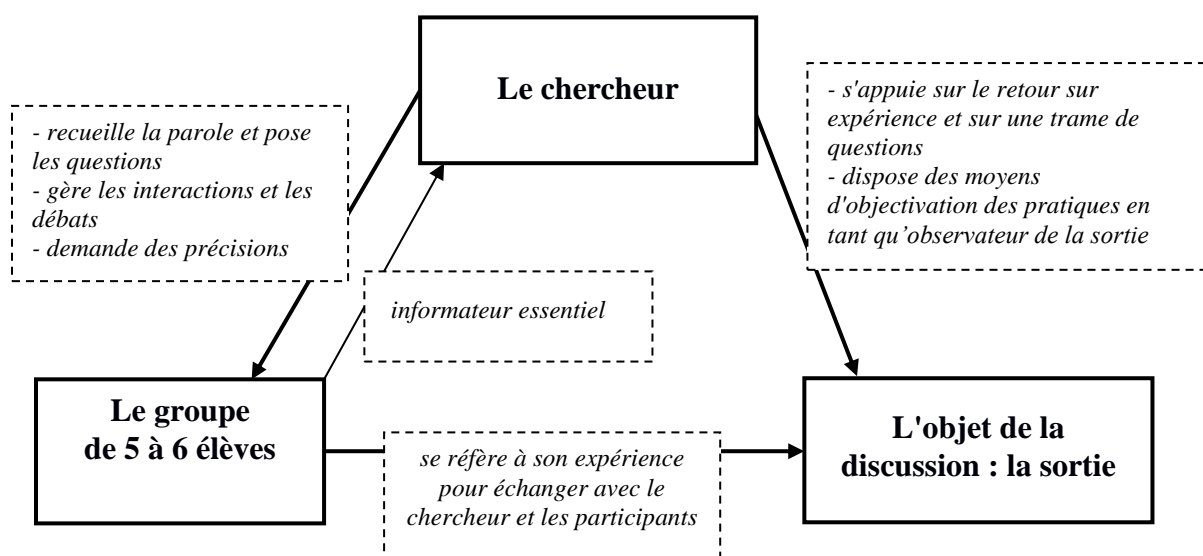 Le chercheur
- recueille la parole et pose
les questions
- gère les interactions et les
débats
- demande des précisions
- s'appuie sur le retour sur
expérience et sur une trame de
questions
- dispose des moyens
d'objectivation des pratiques en
tant qu’observateur de la sortie
informateur essentiel
Le groupe
de 5 à 6 élèves
se réfère à son expérience
pour échanger avec le
chercheur et les participants
L'objet de la
discussion : la sortie